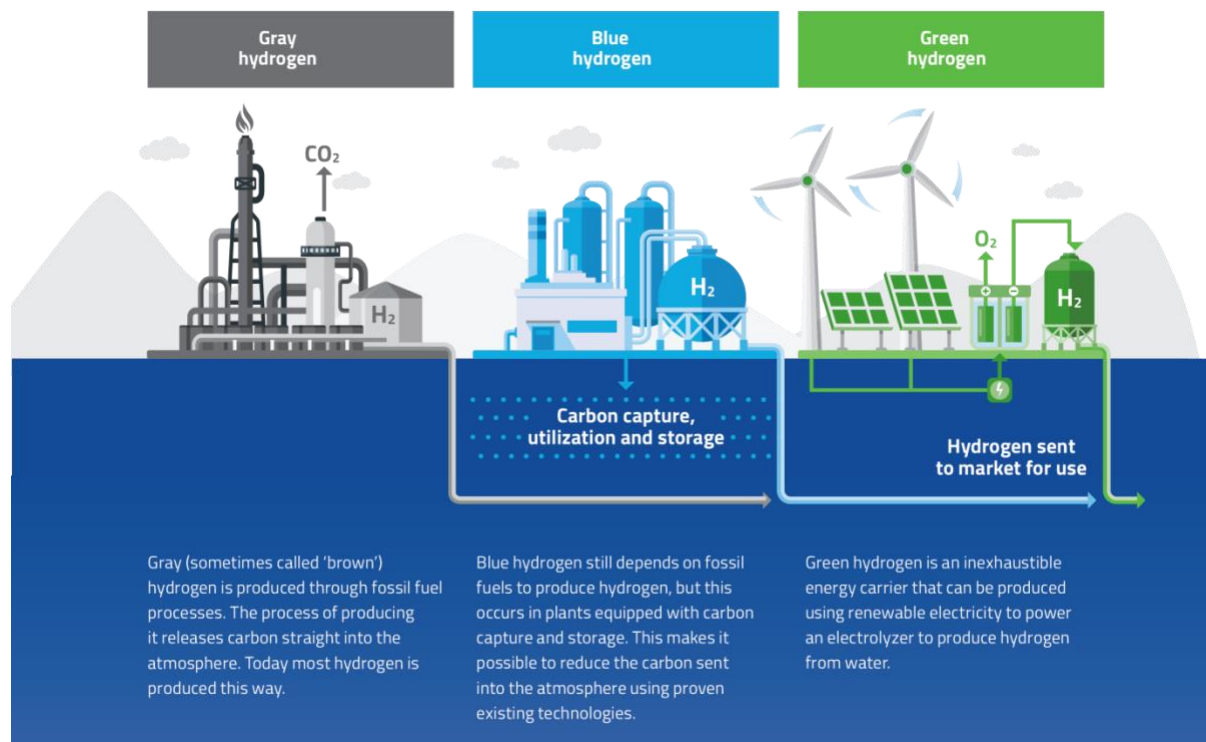 Gray
hydrogen
Blue
hydrogen
Green
hydrogen
CO₂
H₂
H₂
O₂
+
−
H₂
Carbon capture,
utilization and storage
Hydrogen sent
to market for use
Gray (sometimes called ‘brown’)
hydrogen is produced through fossil fuel
processes. The process of producing
it releases carbon straight into the
atmosphere. Today most hydrogen is
produced this way.
Blue hydrogen still depends on fossil
fuels to produce hydrogen, but this
occurs in plants equipped with carbon
capture and storage. This makes it
possible to reduce the carbon sent
into the atmosphere using proven
existing technologies.
Green hydrogen is an inexhaustible
energy carrier that can be produced
using renewable electricity to power
an electrolyzer to produce hydrogen
from water.